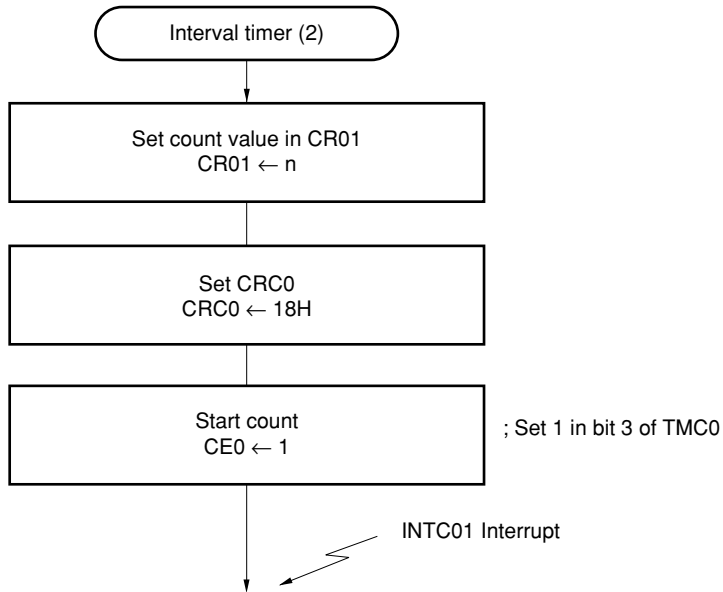 Interval timer (2)
Set count value in CR01
CR01 ← n
Set CRC0
CRC0 ← 18H
Start count
CE0 ← 1
; Set 1 in bit 3 of TMC0
INTC01 Interrupt